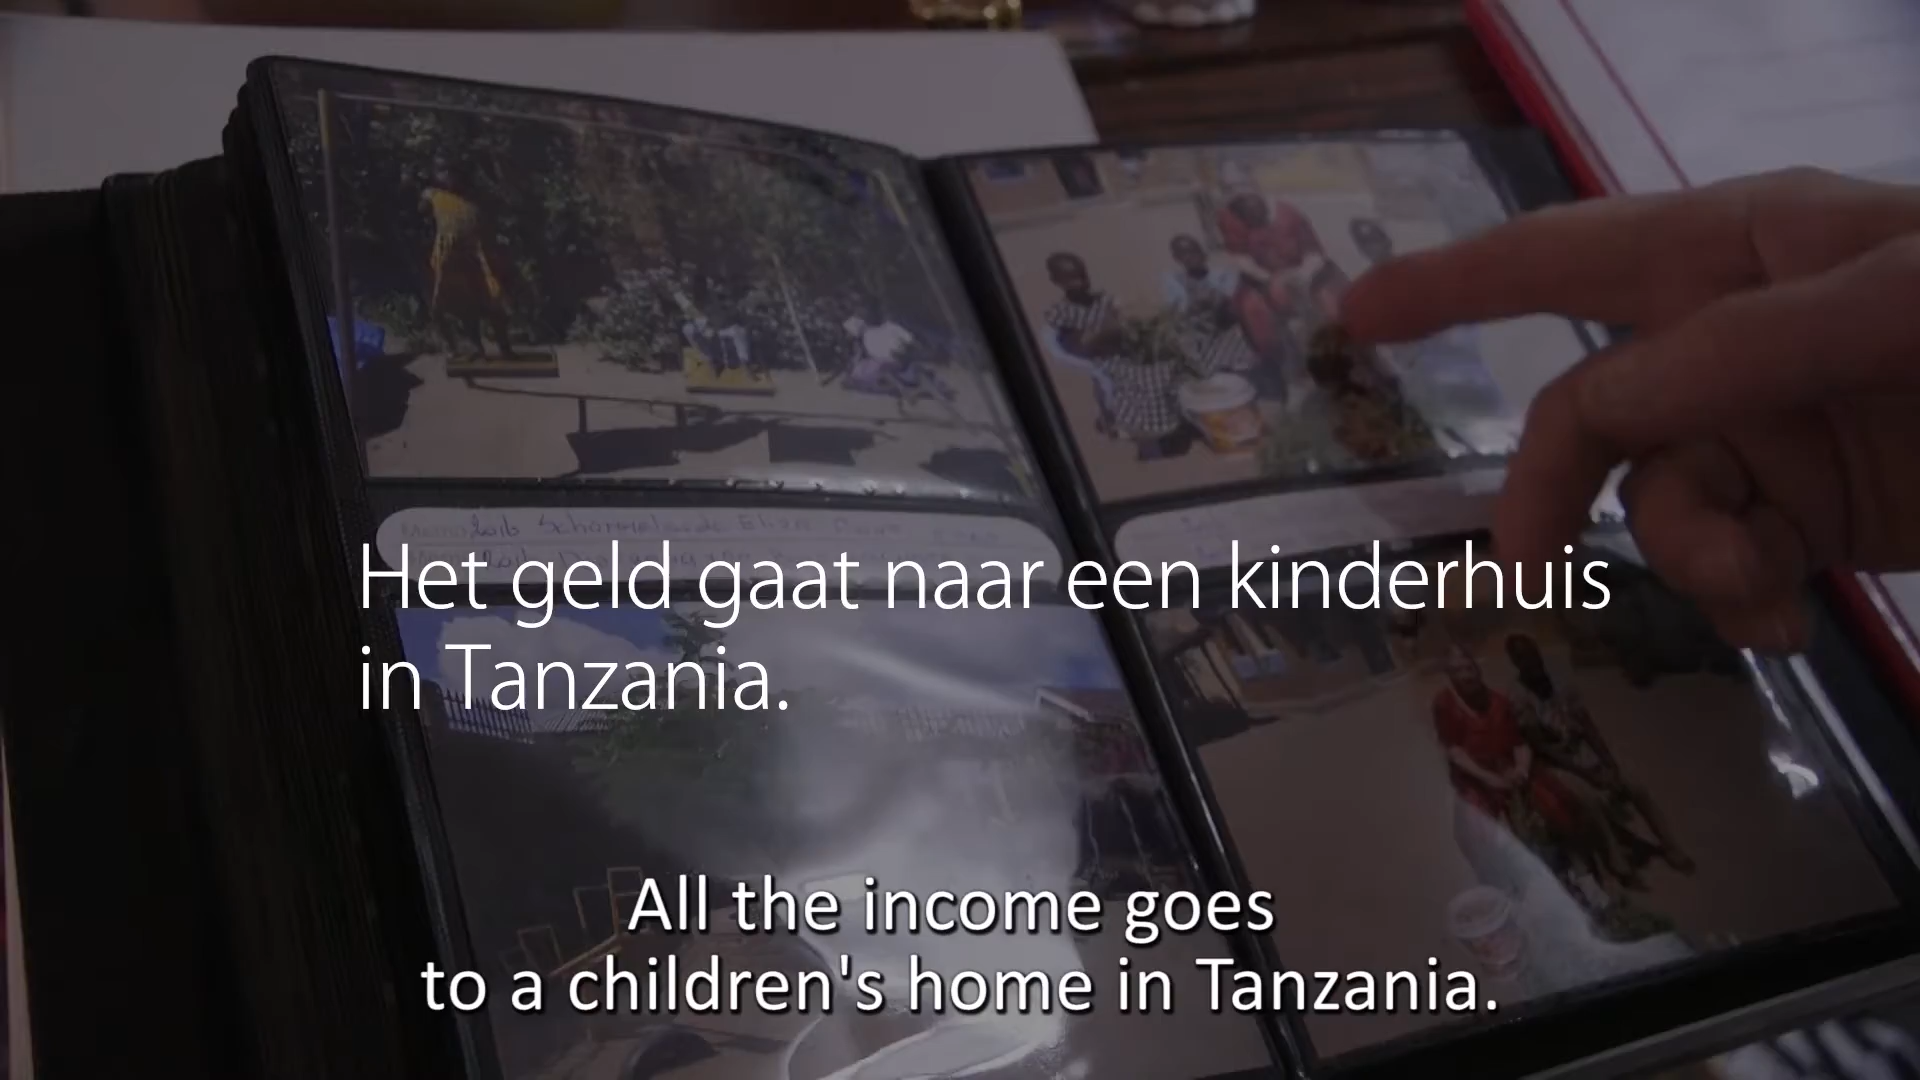 Het geld gaat naar een kinderhuis
in Tanzania.
All the income goes
to a children's home in Tanzania.